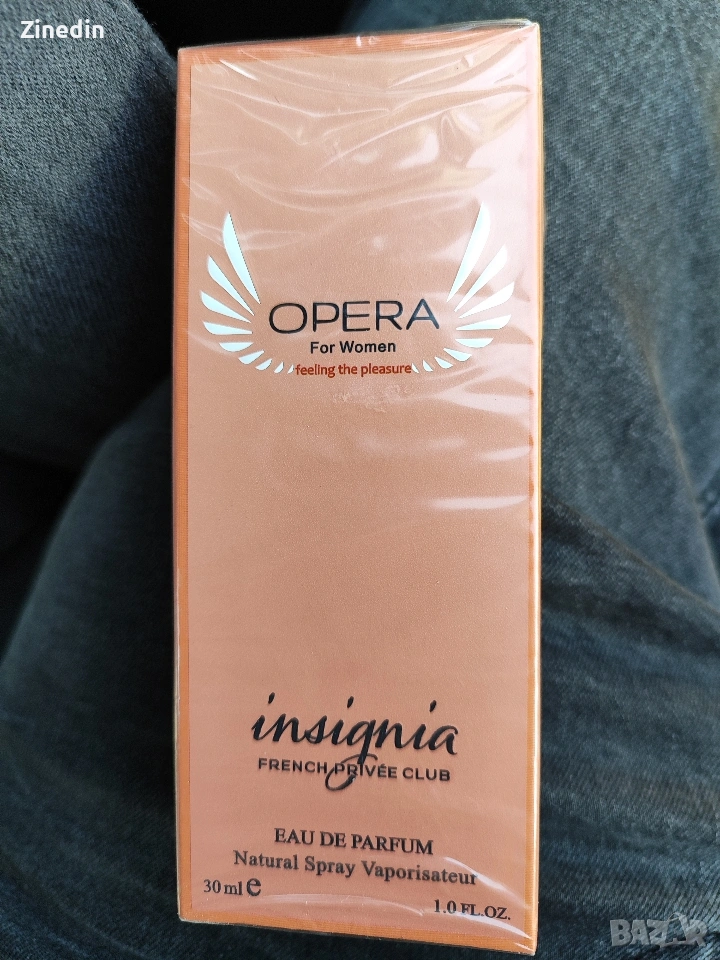 Zinedin
OPERA
For Women
feeling the pleasure
insignia
FRENCH PRIVÉE CLUB
EAU DE PARFUM
Natural Spray Vaporisateur
30 ml e
1.0 FL.OZ.
BAZAR